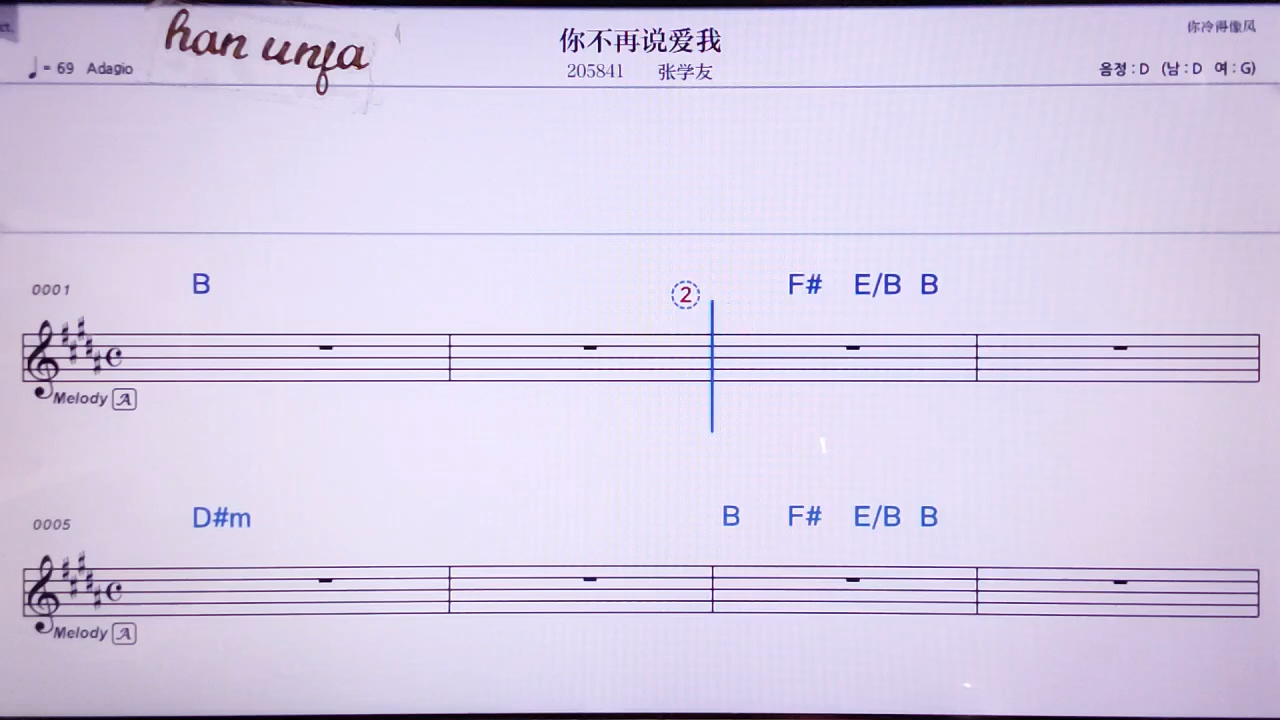 han unfa
你不再说爱我
你冷得像风
♩= 69 Adagio
205841 张学友
음정 : D (남 : D 여 : G)
0001 B ② F# E/B B
Melody A
0005 D#m B F# E/B B
Melody A